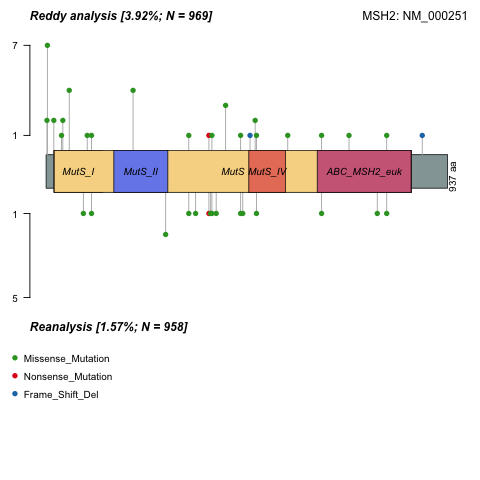 Reddy analysis [3.92%; N = 969]
MSH2: NM_000251
7
1
MutS_I
MutS_II
MutS
MutS_IV
ABC_MSH2_euk
937 aa
1
5
Reanalysis [1.57%; N = 958]
Missense_Mutation
Nonsense_Mutation
Frame_Shift_Del